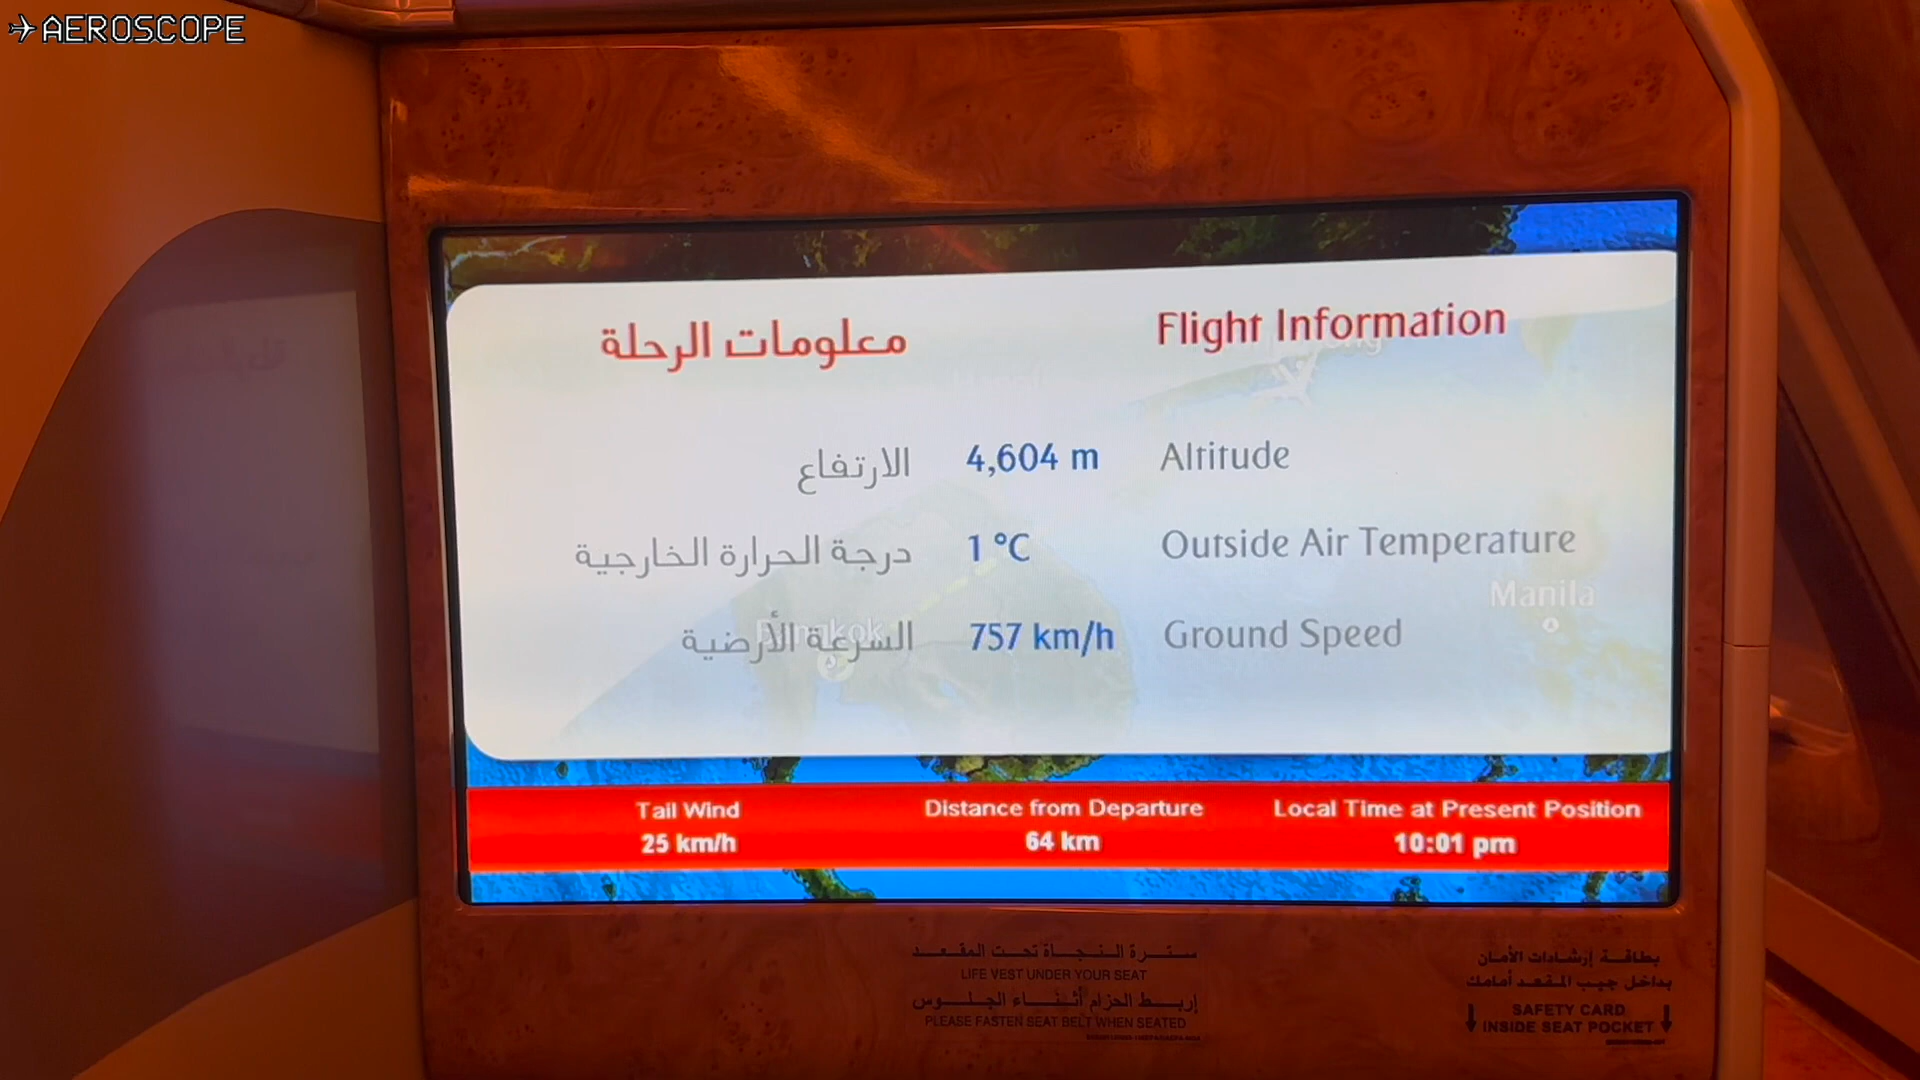 ✈AEROSCOPE
معلومات الرحلة
Flight Information
الارتفاع 4,604 m Altitude
درجة الحرارة الخارجية 1 °C Outside Air Temperature
Manila
السرعة الأرضية 757 km/h Ground Speed
Bangkok
Tail Wind
25 km/h
Distance from Departure
64 km
Local Time at Present Position
10:01 pm
سترة النجاة تحت المقعد
LIFE VEST UNDER YOUR SEAT
إربط الحزام أثناء الجلوس
PLEASE FASTEN SEAT BELT WHEN SEATED
بطاقة إرشادات الأمان
بداخل جيب المقعد أمامك
SAFETY CARD
INSIDE SEAT POCKET